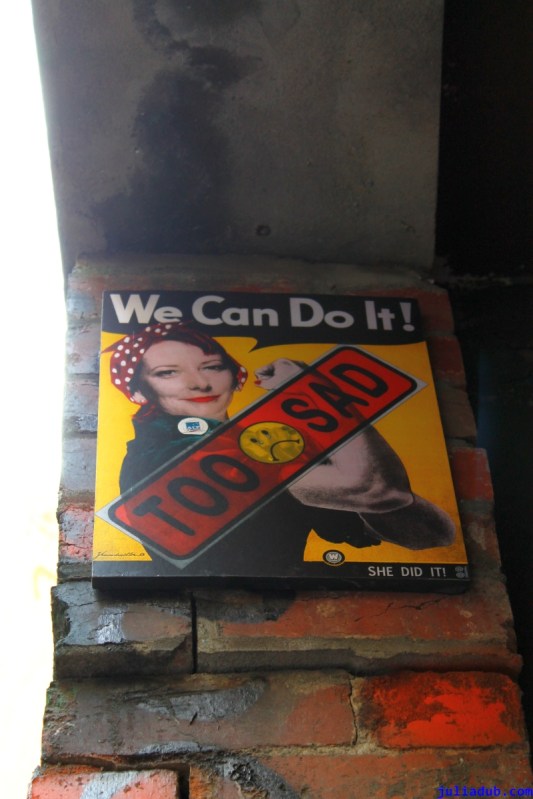 We Can Do It!
TOO SAD
SHE DID IT!
juliadub.com